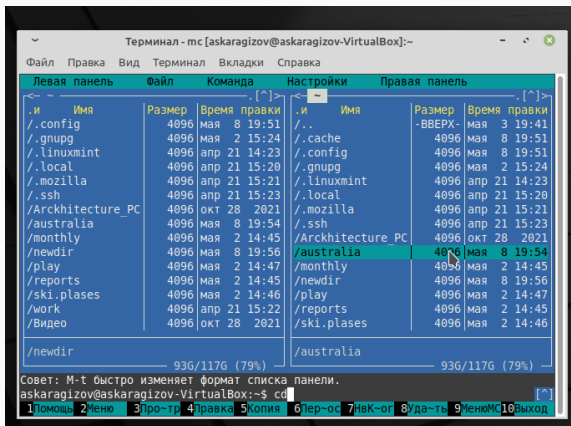 Терминал - mc [askaragizov@askaragizov-VirtualBox]:~
Файл Правка Вид Терминал Вкладки Справка
Левая панель Файл Команда Настройки Правая панель
<- ~ .[^]> <- ~ .[^]>
.и Имя Размер Время правки .и Имя Размер Время правки
/.config 4096 мая 8 19:51 /.. -ВВЕРХ- мая 3 19:41
/.gnupg 4096 мая 2 15:24 /.cache 4096 мая 8 19:51
/.linuxmint 4096 апр 21 14:23 /.config 4096 мая 8 19:51
/.local 4096 апр 21 15:20 /.gnupg 4096 мая 2 15:24
/.mozilla 4096 апр 21 15:21 /.linuxmint 4096 апр 21 14:23
/.ssh 4096 апр 21 15:23 /.local 4096 апр 21 15:20
/Arckhitecture_PC 4096 окт 28 2021 /.mozilla 4096 апр 21 15:21
/australia 4096 мая 8 19:54 /.ssh 4096 апр 21 15:23
/monthly 4096 мая 2 14:45 /Arckhitecture_PC 4096 окт 28 2021
/newdir 4096 мая 8 19:56 /australia 4096 мая 8 19:54
/play 4096 мая 2 14:47 /monthly 4096 мая 2 14:45
/reports 4096 мая 2 14:45 /newdir 4096 мая 8 19:56
/ski.plases 4096 мая 2 14:46 /play 4096 мая 2 14:47
/work 4096 апр 21 15:22 /reports 4096 мая 2 14:45
/Видео 4096 окт 28 2021 /ski.plases 4096 мая 2 14:46
/newdir /australia
93G/117G (79%) 93G/117G (79%)
Совет: M-t быстро изменяет формат списка панели.
askaragizov@askaragizov-VirtualBox:~$ cd [^]
1Помощь 2Меню 3Про~тр 4Правка 5Копия 6Пер~ос 7НвК~ог 8Уда~ть 9МенюMC 10Выход